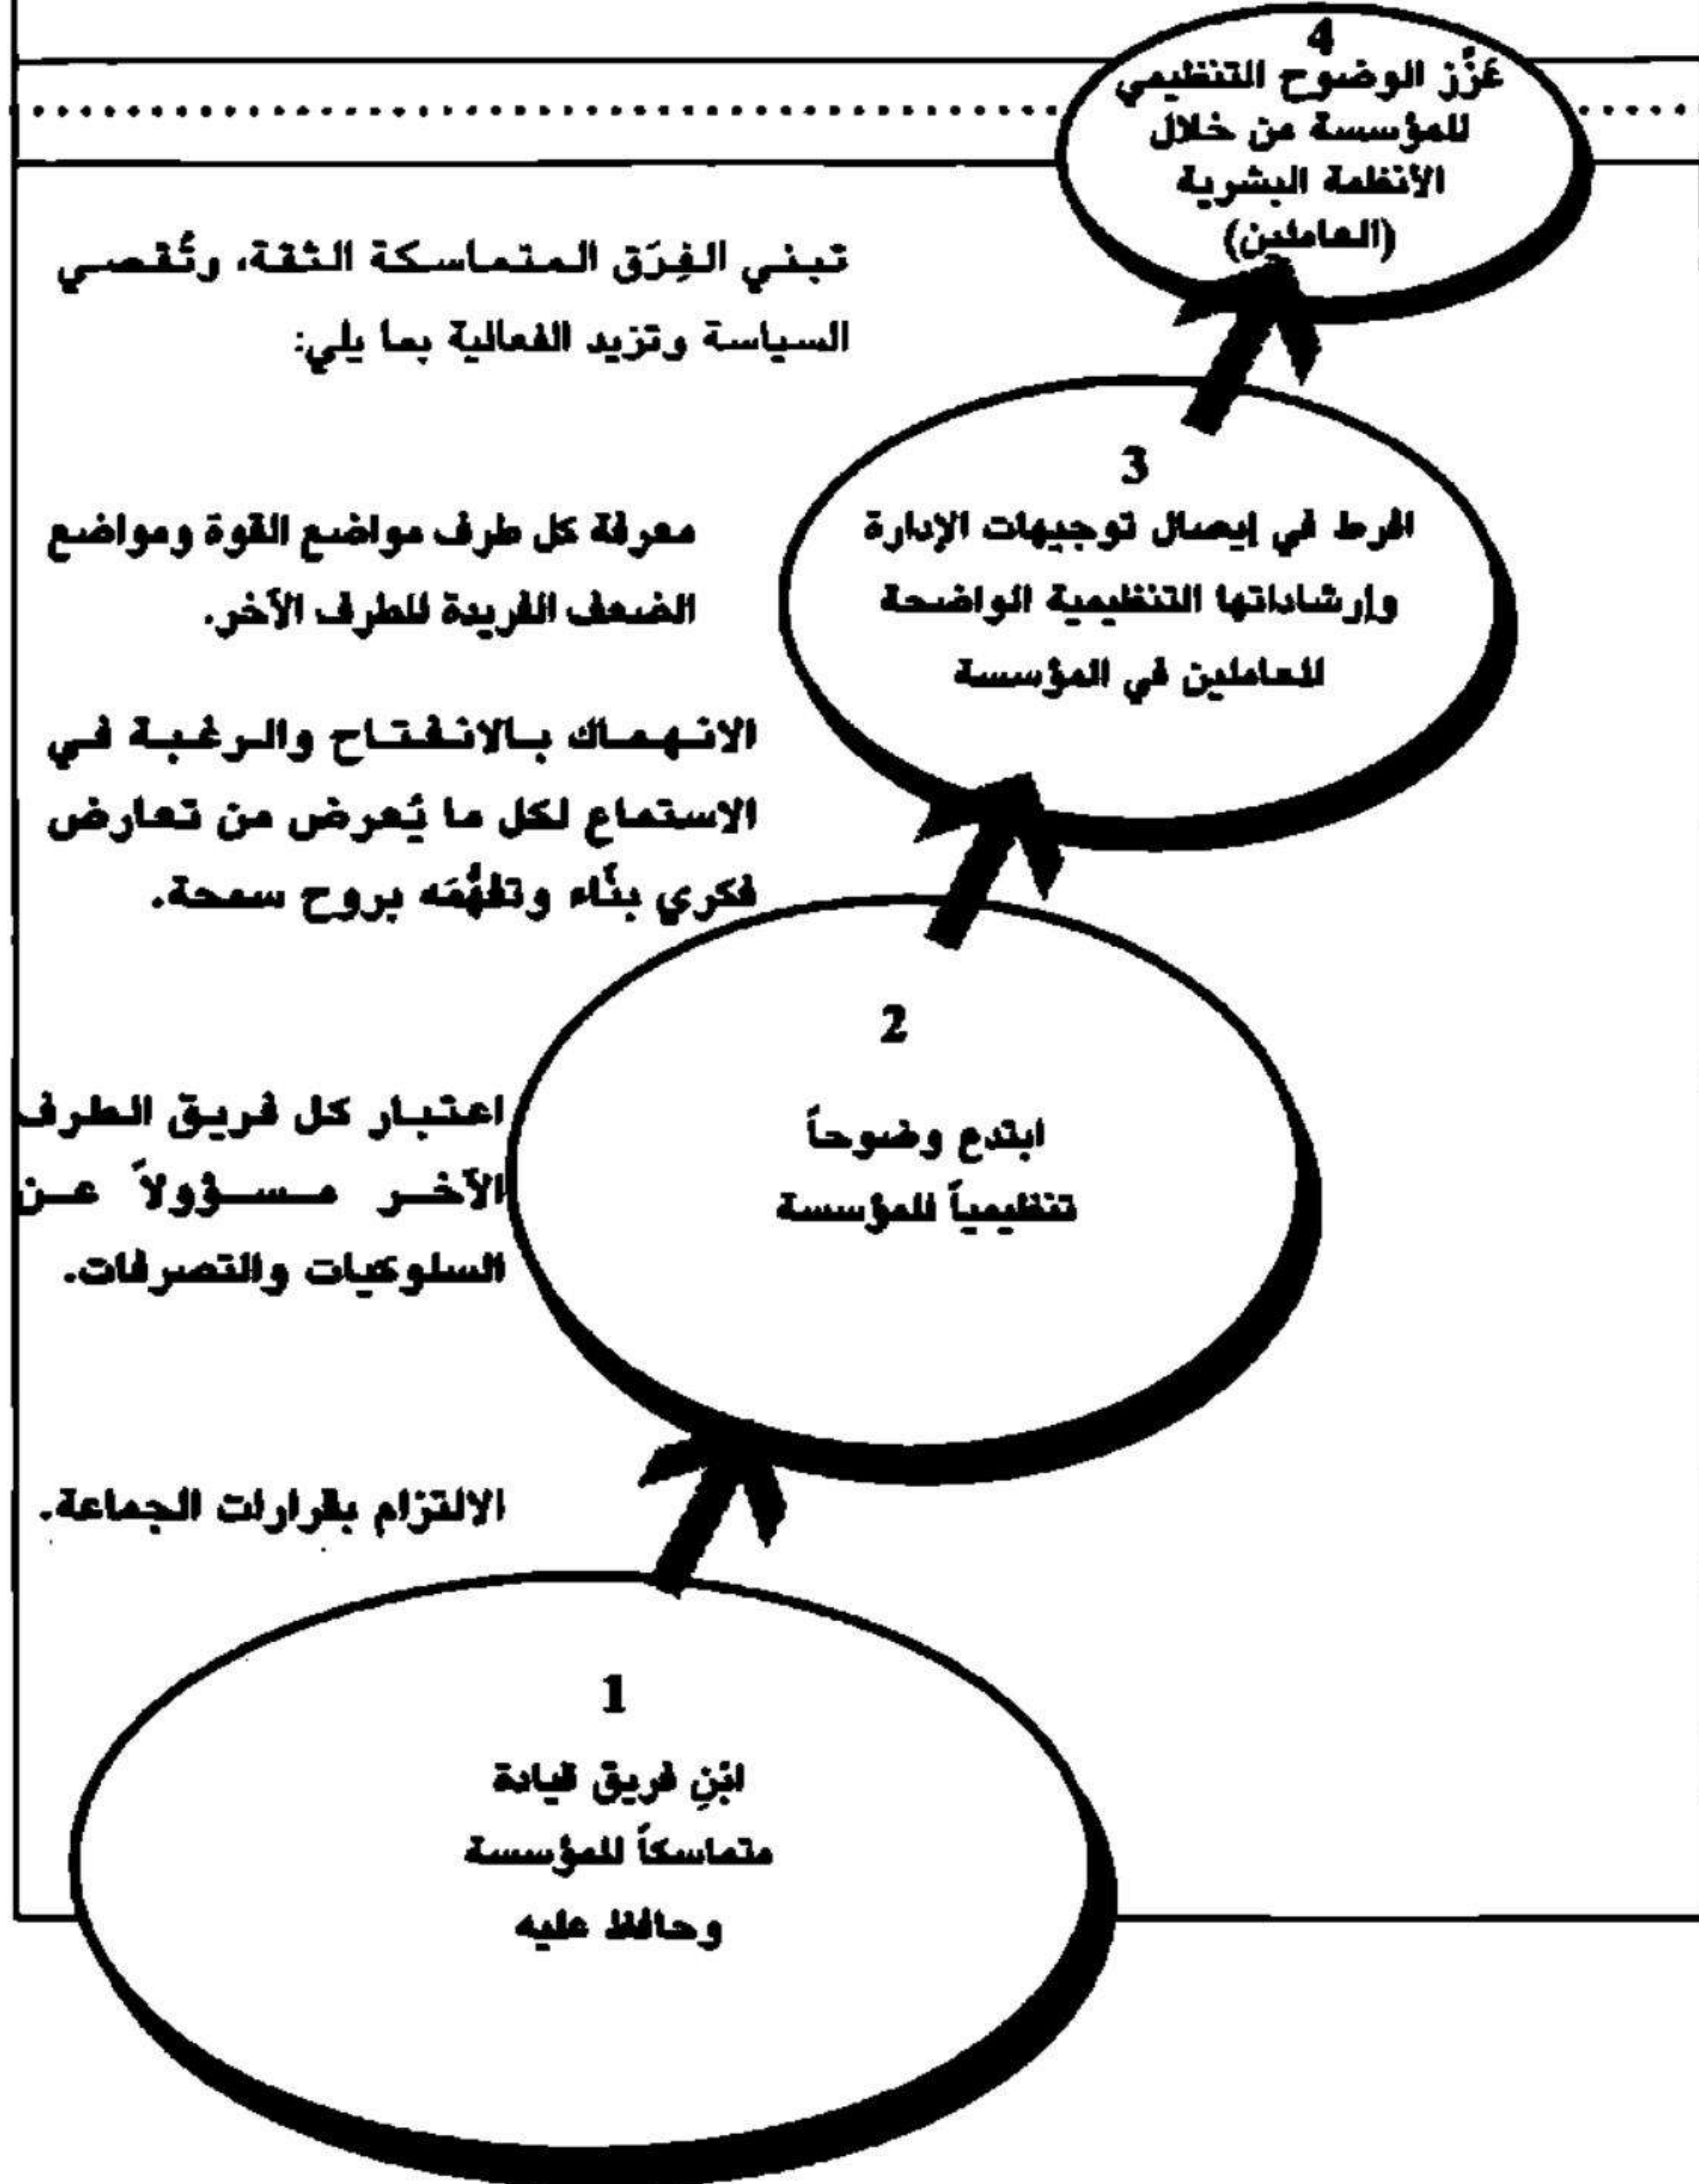 4
عَزِّز الوضوح التنظيمي
للمؤسسة من خلال
الأنظمة البشرية
(العاملين)
تبني الفِرَق المتماسكة الثقة، وتُقصي
السياسة وتزيد الفعالية بما يلي:
3
افرط في إيصال توجيهات الإدارة
وإرشاداتها التنظيمية الواضحة
للعاملين في المؤسسة
معرفة كل طرف مواضع القوة ومواضع
الضعف الفريدة للطرف الآخر.
الانهماك بالانفتاح والرغبة في
الاستماع لكل ما يُعرض من تعارض
فكري بنّاء وتفهُّمَه بروح سمحة.
2
ابتدع وضوحاً
تنظيمياً للمؤسسة
اعتبار كل فريق الطرف
الآخر مسؤولاً عن
السلوكيات والتصرفات.
الالتزام بقرارات الجماعة.
1
ابْنِ فريق قيادة
متماسكاً للمؤسسة
وحافظ عليه